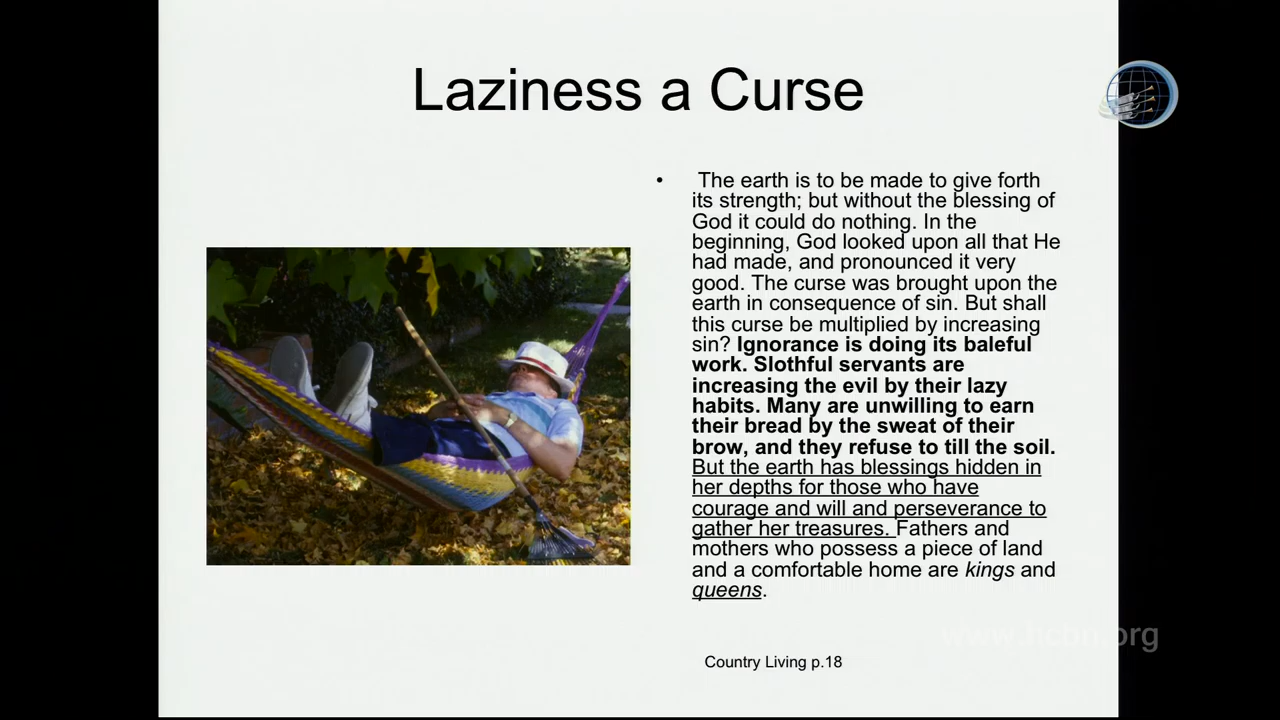 Laziness a Curse
• The earth is to be made to give forth
its strength; but without the blessing of
God it could do nothing. In the
beginning, God looked upon all that He
had made, and pronounced it very
good. The curse was brought upon the
earth in consequence of sin. But shall
this curse be multiplied by increasing
sin? Ignorance is doing its baleful
work. Slothful servants are
increasing the evil by their lazy
habits. Many are unwilling to earn
their bread by the sweat of their
brow, and they refuse to till the soil.
But the earth has blessings hidden in
her depths for those who have
courage and will and perseverance to
gather her treasures. Fathers and
mothers who possess a piece of land
and a comfortable home are kings and
queens.
Country Living p.18